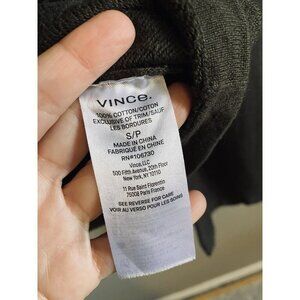 VINCE.
100% COTTON/COTON
EXCLUSIVE OF TRIM/SAUF
LES BORDURES
S/P
MADE IN CHINA
FABRIQUÉ EN CHINE
RN#106730
Vince, LLC
500 Fifth Avenue, 20th Floor
New York, NY 10110
11 Rue Saint Florentin
75008 Paris France
SEE REVERSE FOR CARE
VOIR AU VERSO POUR LES SOINS